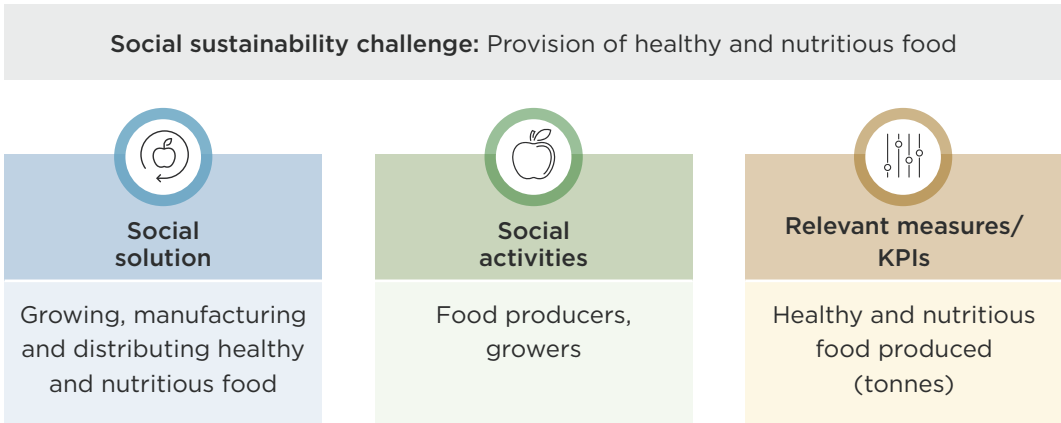 Social sustainability challenge: Provision of healthy and nutritious food
Social
solution
Growing, manufacturing
and distributing healthy
and nutritious food
Social
activities
Food producers,
growers
Relevant measures/
KPIs
Healthy and nutritious
food produced
(tonnes)